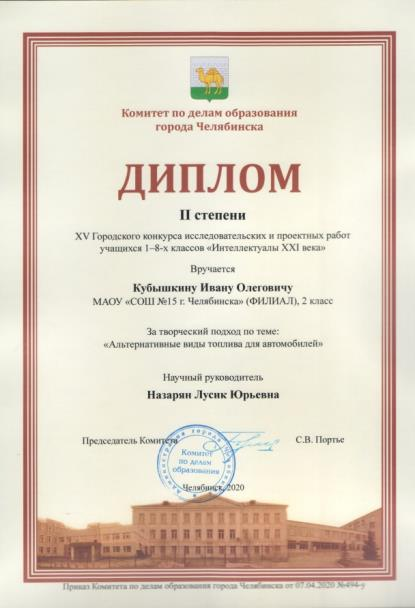 Комитет по делам образования
города Челябинска
ДИПЛОМ
II степени
XV Городского конкурса исследовательских и проектных работ
учащихся 1–8-х классов «Интеллектуалы XXI века»
Вручается
Кубышкину Ивану Олеговичу
МАОУ «СОШ №15 г. Челябинска» (ФИЛИАЛ), 2 класс
За творческий подход по теме:
«Альтернативные виды топлива для автомобилей»
Научный руководитель
Назарян Лусик Юрьевна
Председатель Комитета
С.В. Портье
Администрация города Челябинска
Комитет
по делам
образования
Челябинск, 2020
Приказ Комитета по делам образования города Челябинска от 07.04.2020 №494-у